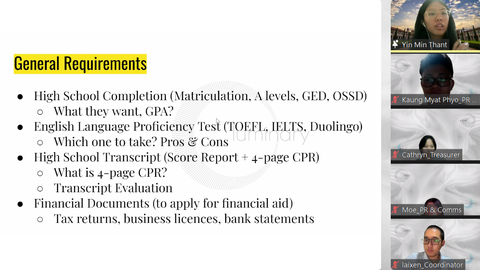 General Requirements
● High School Completion (Matriculation, A levels, GED, OSSD)
○ What they want, GPA?
● English Language Proficiency Test (TOEFL, IELTS, Duolingo)
○ Which one to take? Pros & Cons
● High School Transcript (Score Report + 4-page CPR)
○ What is 4-page CPR?
○ Transcript Evaluation
● Financial Documents (to apply for financial aid)
○ Tax returns, business licences, bank statements
Yin Min Thant
Kaung Myat Phyo_PR
Cathryn_Treasurer
Moe_PR & Comms
Iaixen_Coordinator